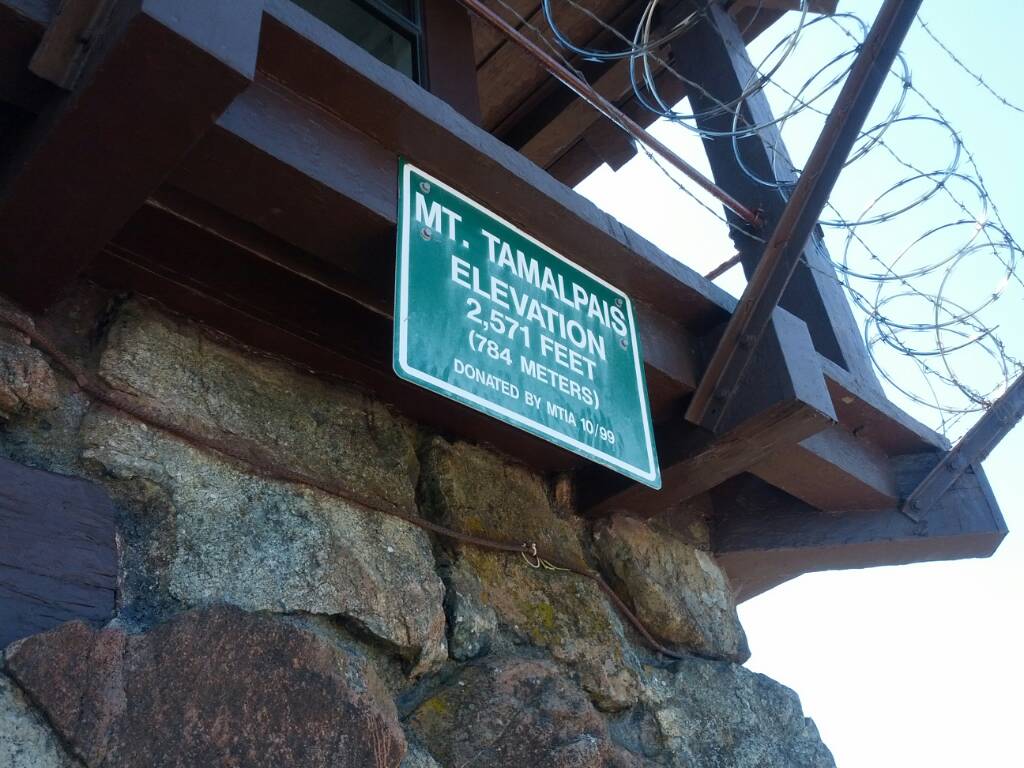 MT. TAMALPAIS
ELEVATION
2,571 FEET
(784 METERS)
DONATED BY MTIA 10/99